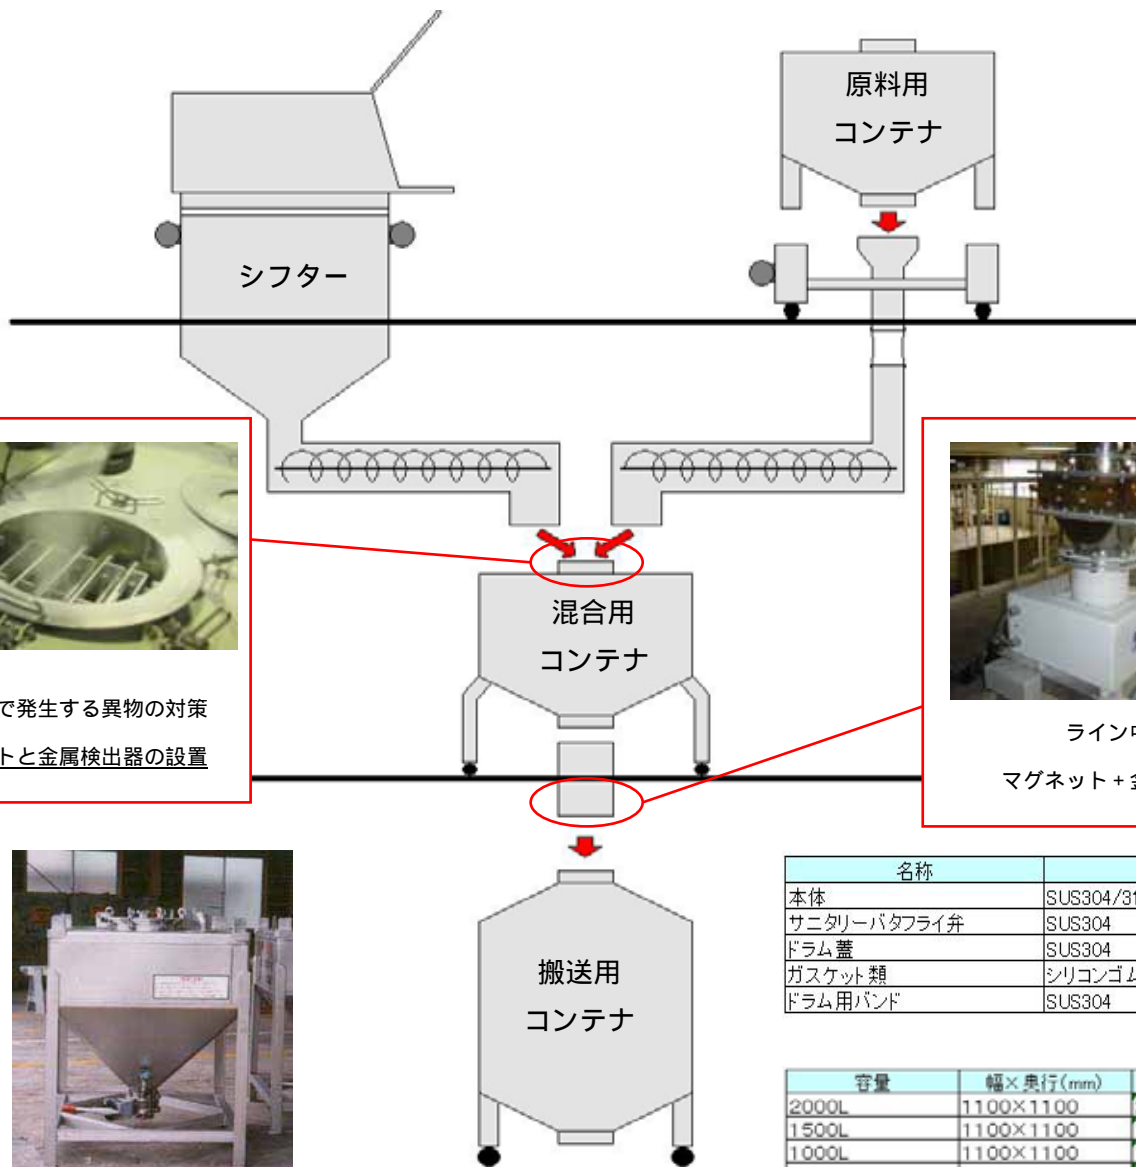 原料用
コンテナ
シフター
混合用
コンテナ
で発生する異物の対策
トと金属検出器の設置
ライン
マグネット+
搬送用
コンテナ
名称
本体 SUS304/3
サニタリーバタフライ弁 SUS304
ドラム蓋 SUS304
ガスケット類 シリコンゴム
ドラム用バンド SUS304
容量 幅×奥行(mm)
2000L 1100×1100
1500L 1100×1100
1000L 1100×1100